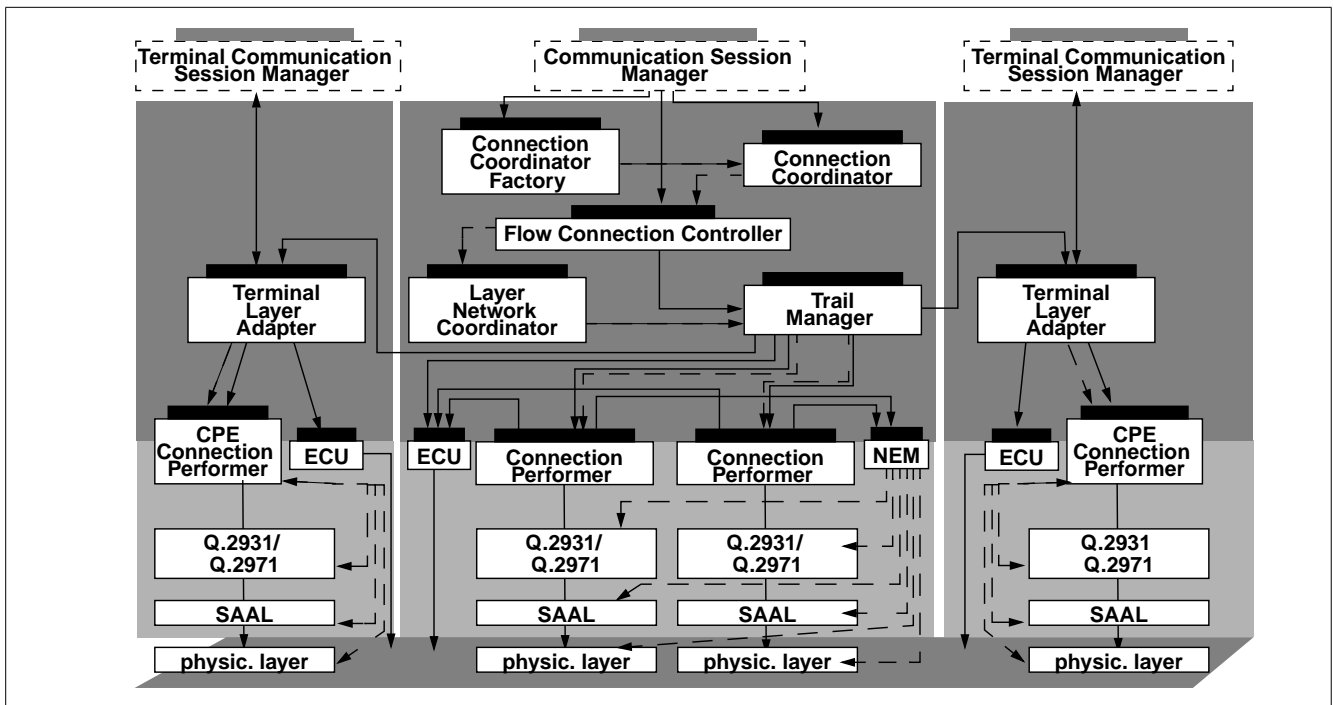 Terminal Communication
Session Manager
Communication Session
Manager
Terminal Communication
Session Manager
Connection
Coordinator
Factory
Connection
Coordinator
Flow Connection Controller
Terminal
Layer
Adapter
Layer
Network
Coordinator
Trail
Manager
Terminal
Layer
Adapter
CPE
Connection
Performer
ECU
ECU
Connection
Performer
Connection
Performer
NEM
ECU
CPE
Connection
Performer
Q.2931/
Q.2971
Q.2931/
Q.2971
Q.2931/
Q.2971
Q.2931
Q.2971
SAAL
SAAL
SAAL
SAAL
physic. layer
physic. layer
physic. layer
physic. layer